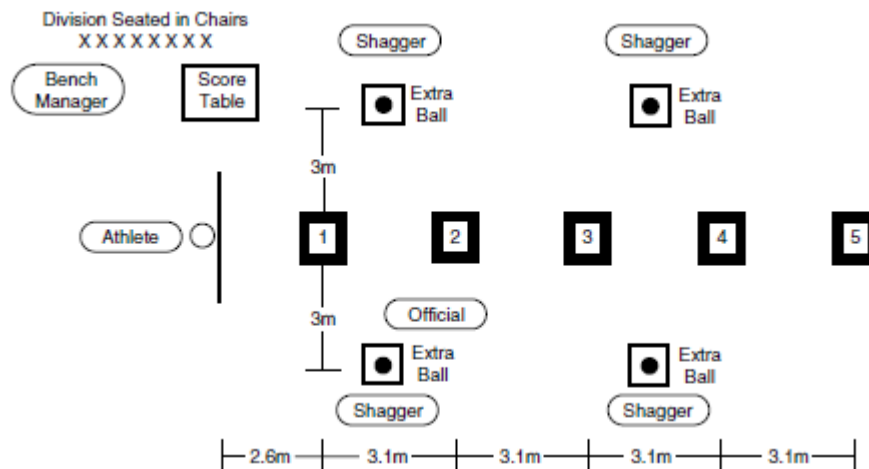 Division Seated in Chairs
X X X X X X X X
Bench
Manager
Score
Table
Shagger
Shagger
Extra
Ball
Extra
Ball
3m
Athlete
1
2
3
4
5
3m
Official
Extra
Ball
Extra
Ball
Shagger
Shagger
2.6m
3.1m
3.1m
3.1m
3.1m